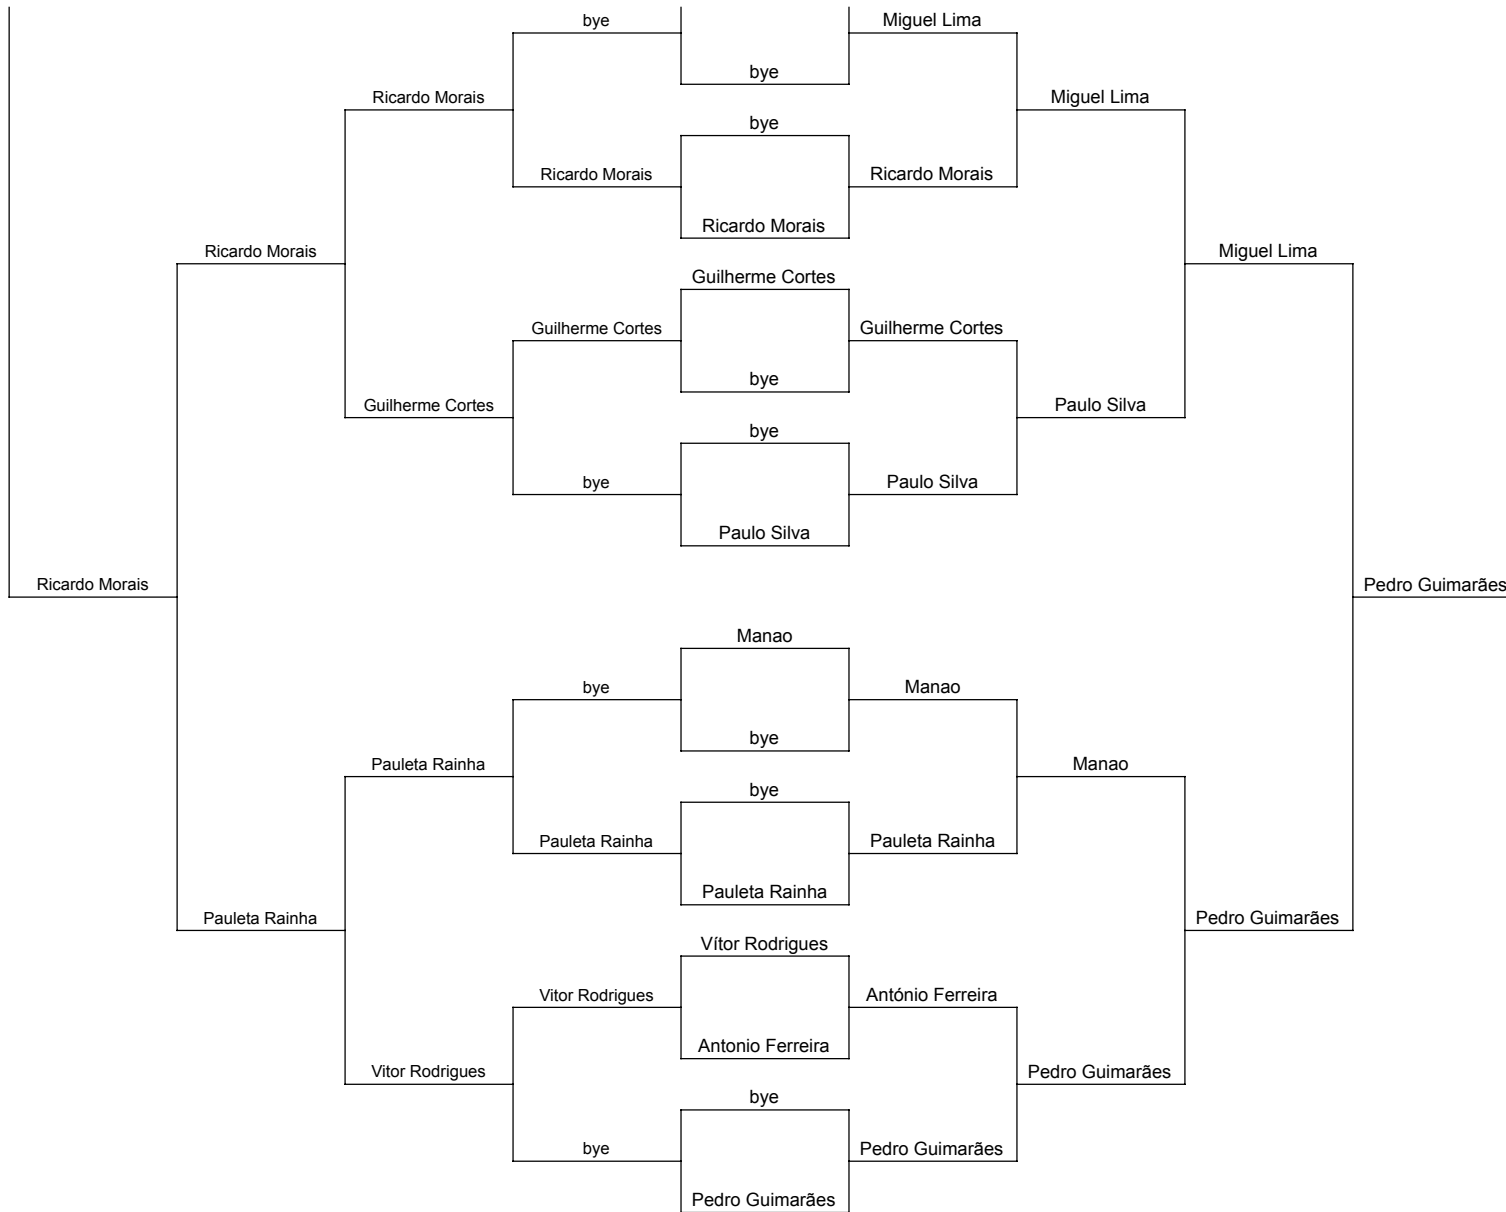 bye
Miguel Lima
bye
Ricardo Morais
Miguel Lima
bye
Ricardo Morais
Ricardo Morais
Ricardo Morais
Ricardo Morais
Miguel Lima
Guilherme Cortes
Guilherme Cortes
Guilherme Cortes
bye
Guilherme Cortes
Paulo Silva
bye
bye
Paulo Silva
Paulo Silva
Ricardo Morais
Pedro Guimarães
Manao
bye
Manao
bye
Pauleta Rainha
Manao
bye
Pauleta Rainha
Pauleta Rainha
Pauleta Rainha
Pauleta Rainha
Pedro Guimarães
Vítor Rodrigues
Vitor Rodrigues
António Ferreira
Antonio Ferreira
Vitor Rodrigues
Pedro Guimarães
bye
bye
Pedro Guimarães
Pedro Guimarães